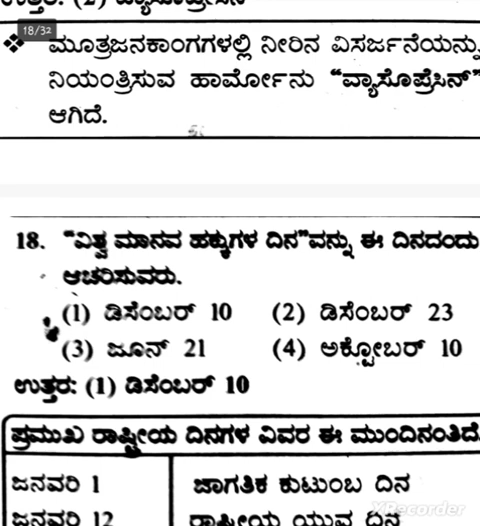 18/32
❖ ಮೂತ್ರಜನಕಾಂಗಗಳಲ್ಲಿ ನೀರಿನ ವಿಸರ್ಜನೆಯನ್ನು
ನಿಯಂತ್ರಿಸುವ ಹಾರ್ಮೋನು “ವ್ಯಾಸೊಪ್ರೆಸಿನ್”
ಆಗಿದೆ.
18. “ವಿಶ್ವ ಮಾನವ ಹಕ್ಕುಗಳ ದಿನ”ವನ್ನು ಈ ದಿನದಂದು
ಆಚರಿಸುವರು.
(1) ಡಿಸೆಂಬರ್ 10 (2) ಡಿಸೆಂಬರ್ 23
(3) ಜೂನ್ 21 (4) ಅಕ್ಟೋಬರ್ 10
ಉತ್ತರ: (1) ಡಿಸೆಂಬರ್ 10
ಪ್ರಮುಖ ರಾಷ್ಟ್ರೀಯ ದಿನಗಳ ವಿವರ ಈ ಮುಂದಿನಂತಿದೆ
ಜನವರಿ 1 ಜಾಗತಿಕ ಕುಟುಂಬ ದಿನ
ಜನವರಿ 12 ರಾಷ್ಟ್ರೀಯ ಯುವ ದಿನ
XRecorder